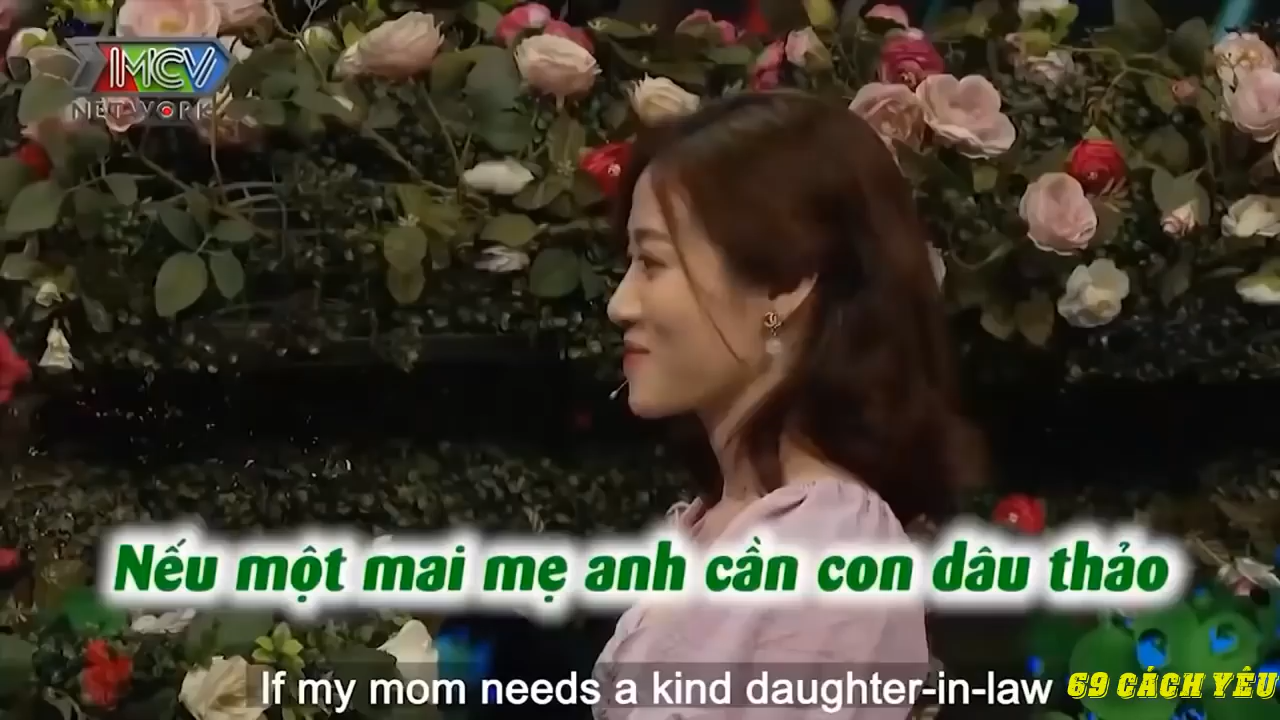 MCV
NETWORK
Nếu một mai mẹ anh cần con dâu thảo
If my mom needs a kind daughter-in-law
69 CÁCH YÊU